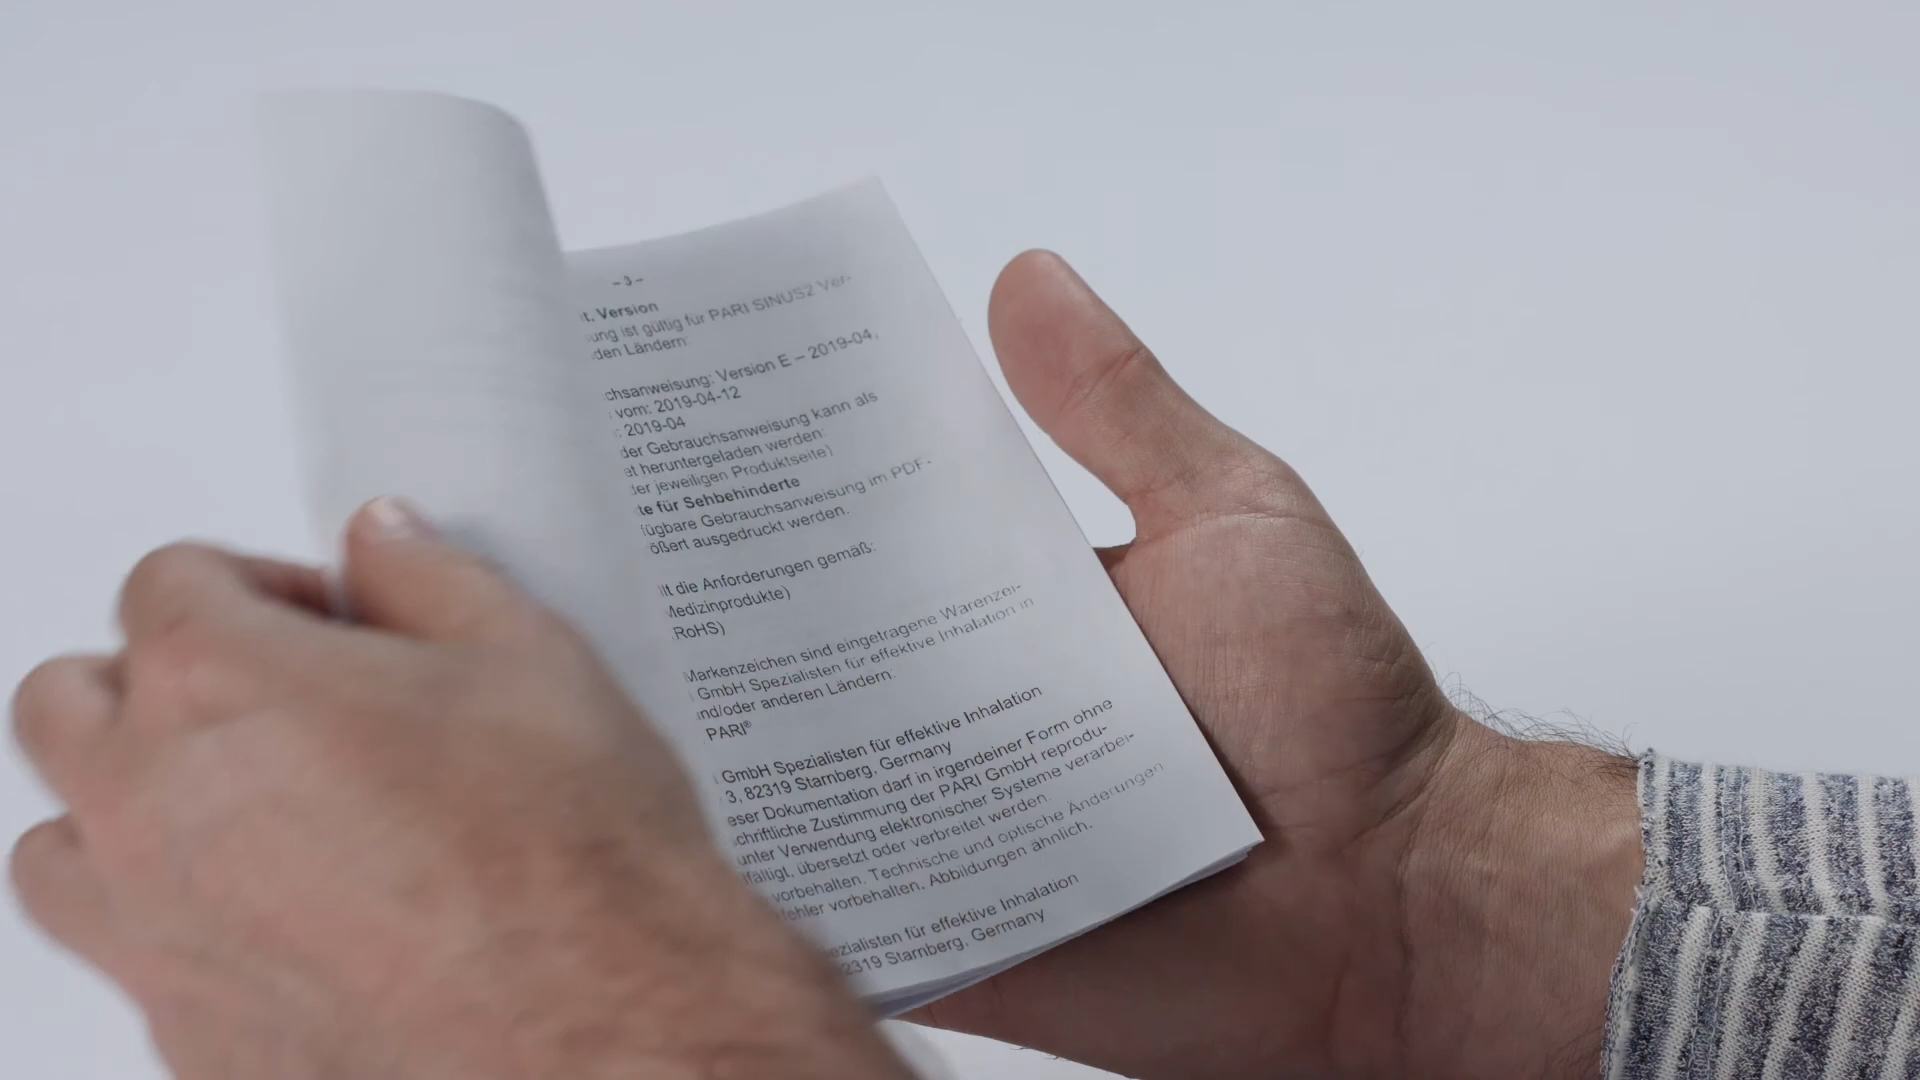 – 3 –
t, Version
ung ist gültig für PARI SINUS2 Ver-
den Ländern:
chsanweisung: Version E – 2019-04,
vom: 2019-04-12
: 2019-04
der Gebrauchsanweisung kann als
et heruntergeladen werden:
der jeweiligen Produktseite)
te für Sehbehinderte
fügbare Gebrauchsanweisung im PDF-
ößert ausgedruckt werden.
llt die Anforderungen gemäß:
Medizinprodukte)
RoHS)
Markenzeichen sind eingetragene Warenzei-
GmbH Spezialisten für effektive Inhalation in
nd/oder anderen Ländern:
PARI®
GmbH Spezialisten für effektive Inhalation
3, 82319 Starnberg, Germany
eser Dokumentation darf in irgendeiner Form ohne
chriftliche Zustimmung der PARI GmbH reprodu-
unter Verwendung elektronischer Systeme verarbei-
lfältigt, übersetzt oder verbreitet werden.
vorbehalten. Technische und optische Änderungen
fehler vorbehalten. Abbildungen ähnlich.
ezialisten für effektive Inhalation
2319 Starnberg, Germany